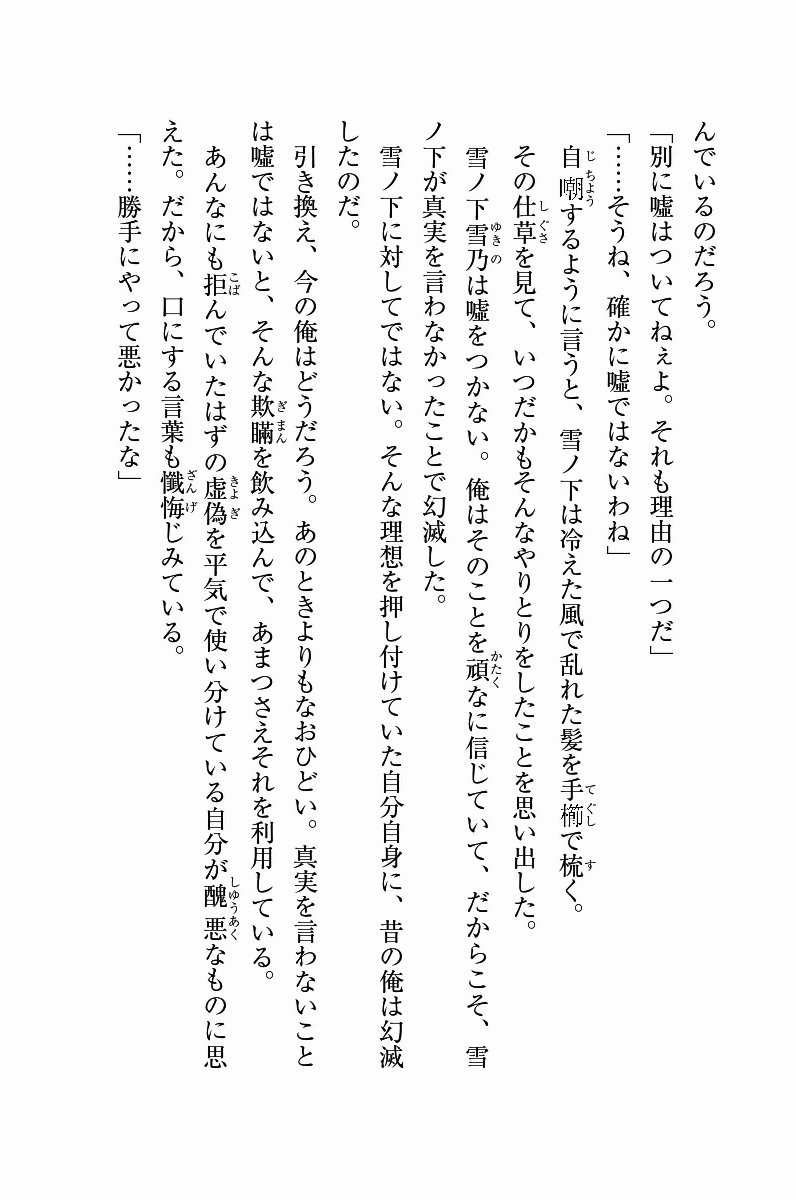 んでいるのだろう。
「別に嘘はついてねぇよ。それも理由の一つだ」
「……そうね、確かに嘘ではないわね」
自嘲するように言うと、雪ノ下は冷えた風で乱れた髪を手櫛で梳く。
その仕草を見て、いつだかもそんなやりとりをしたことを思い出した。
雪ノ下雪乃は嘘をつかない。俺はそのことを頑なに信じていて、だからこそ、雪
ノ下が真実を言わなかったことで幻滅した。
雪ノ下に対してではない。そんな理想を押し付けていた自分自身に、昔の俺は幻滅
したのだ。
引き換え、今の俺はどうだろう。あのときよりもなおひどい。真実を言わないこと
は嘘ではないと、そんな欺瞞を飲み込んで、あまつさえそれを利用している。
あんなにも拒んでいたはずの虚偽を平気で使い分けている自分が醜悪なものに思
えた。だから、口にする言葉も懺悔じみている。
「……勝手にやって悪かったな」